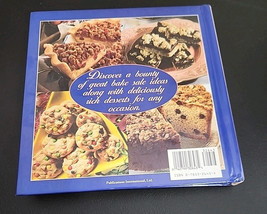 Discover a bounty
of great bake sale ideas
along with deliciously
rich desserts for any
occasion.
Publications International, Ltd.